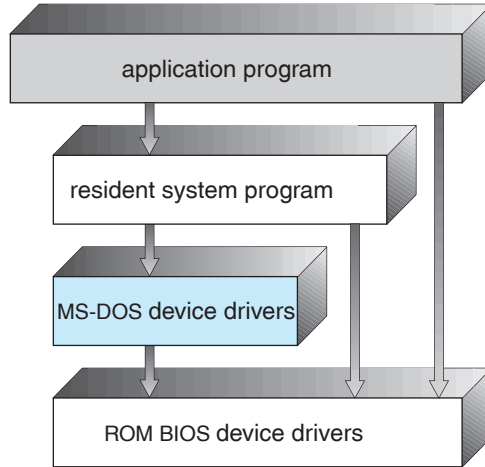 application program
resident system program
MS-DOS device drivers
ROM BIOS device drivers